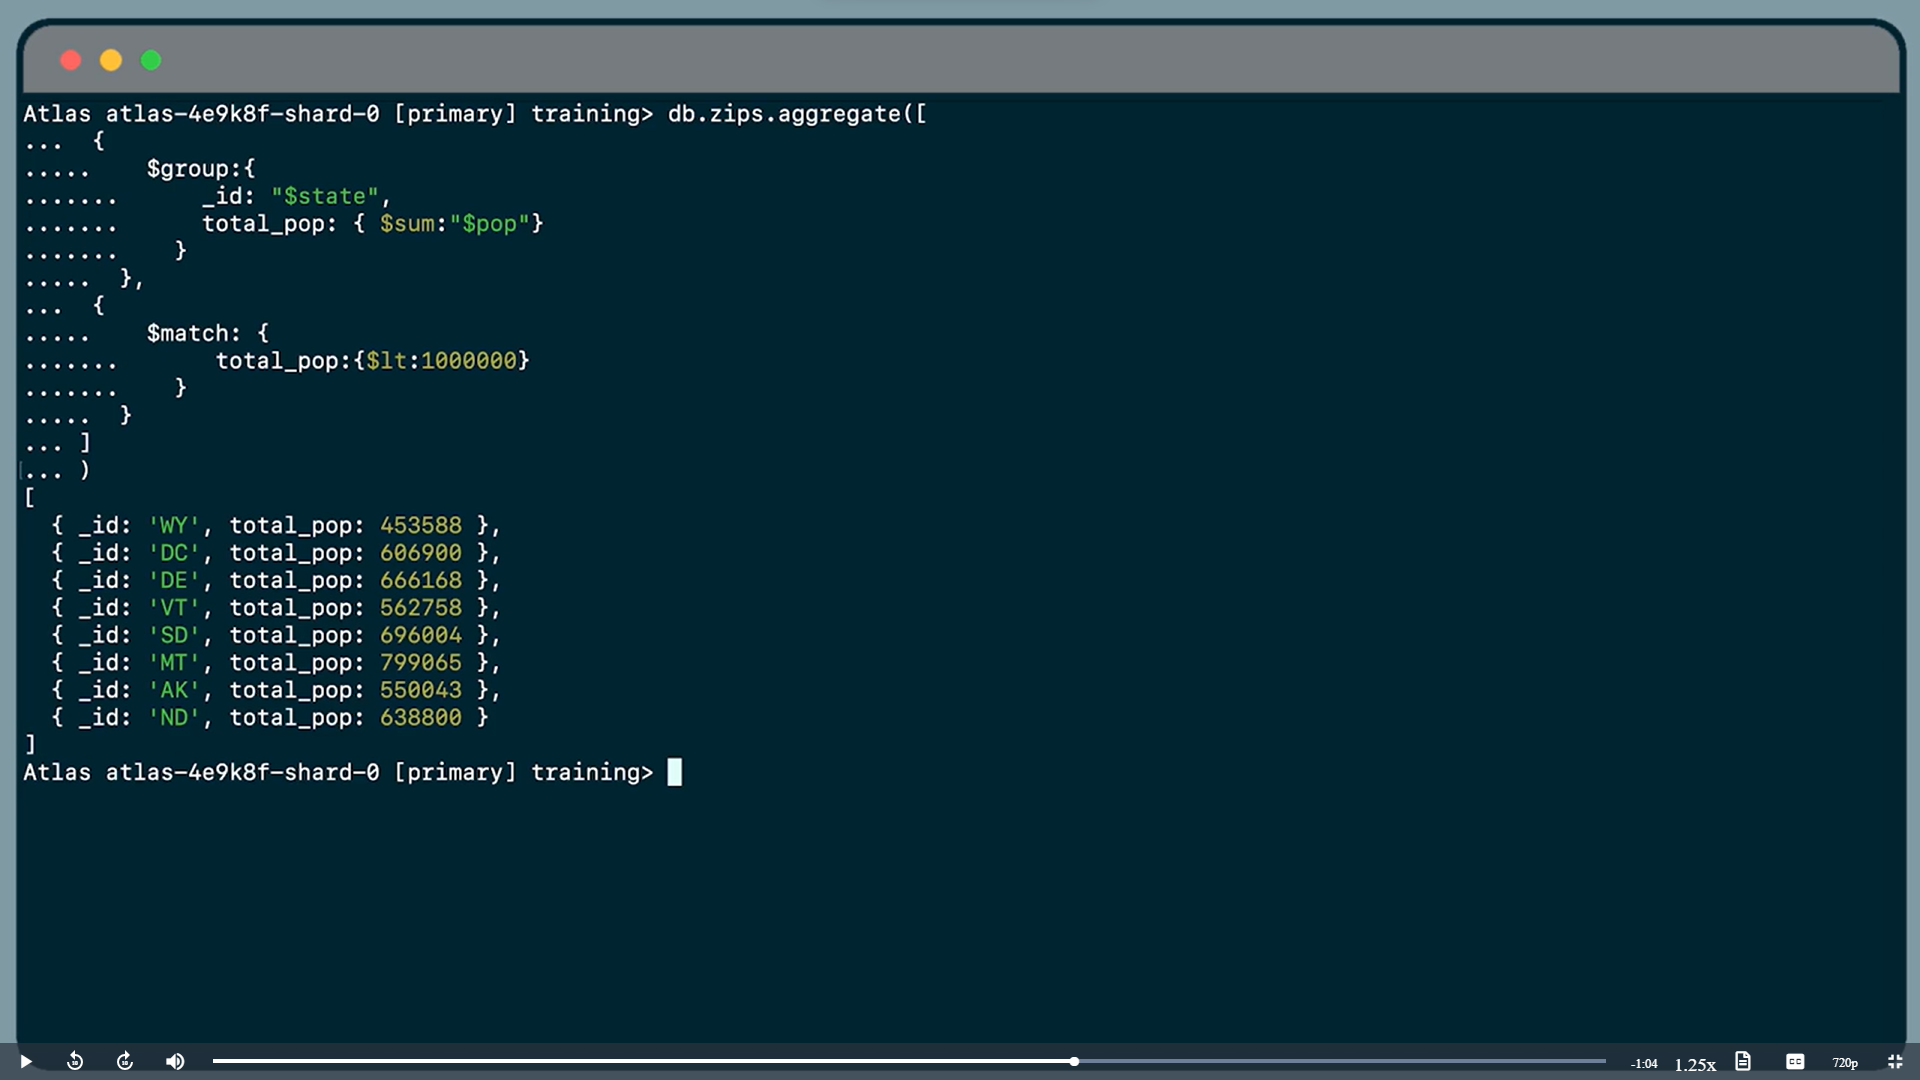 Atlas atlas-4e9k8f-shard-0 [primary] training> db.zips.aggregate([
...  {
.....    $group:{
.......      _id: "$state",
.......      total_pop: { $sum:"$pop"}
.......    }
.....  },
...  {
.....    $match: {
.......       total_pop:{$lt:1000000}
.......    }
.....  }
... ]
[... )
[
  { _id: 'WY', total_pop: 453588 },
  { _id: 'DC', total_pop: 606900 },
  { _id: 'DE', total_pop: 666168 },
  { _id: 'VT', total_pop: 562758 },
  { _id: 'SD', total_pop: 696004 },
  { _id: 'MT', total_pop: 799065 },
  { _id: 'AK', total_pop: 550043 },
  { _id: 'ND', total_pop: 638800 }
]
Atlas atlas-4e9k8f-shard-0 [primary] training>
-1:04 1.25x CC 720p